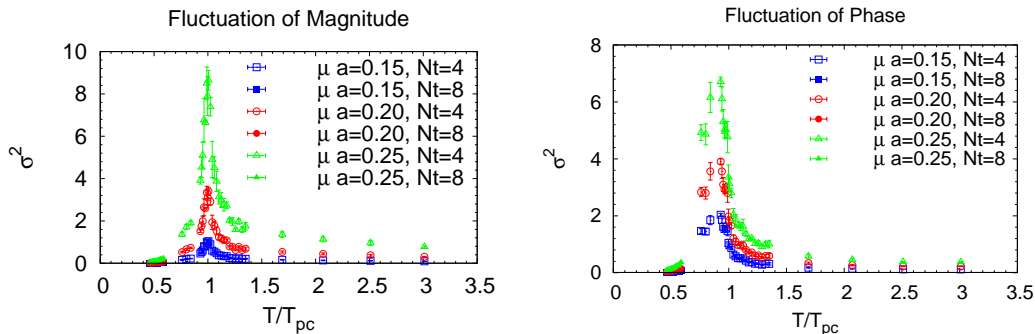 Fluctuation of Magnitude
10
8
6
4
2
0
σ²
0
0.5
1.0
1.5
2
2.5
3.0
3.5
T/Tpc
μ a=0.15, Nt=4
μ a=0.15, Nt=8
μ a=0.20, Nt=4
μ a=0.20, Nt=8
μ a=0.25, Nt=4
μ a=0.25, Nt=8
Fluctuation of Phase
8
6
4
2
0
σ²
0
0.5
1
1.5
2
2.5
3
3.5
T/Tpc
μ a=0.15, Nt=4
μ a=0.15, Nt=8
μ a=0.20, Nt=4
μ a=0.20, Nt=8
μ a=0.25, Nt=4
μ a=0.25, Nt=8